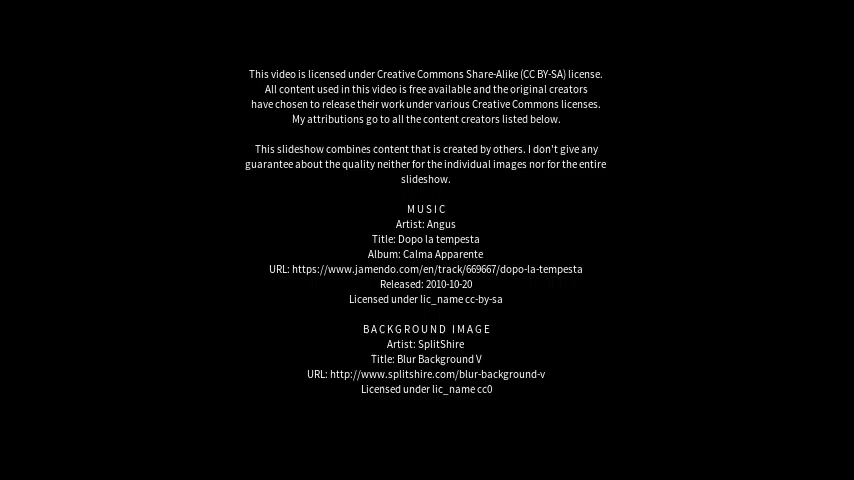 This video is licensed under Creative Commons Share-Alike (CC BY-SA) license.
All content used in this video is free available and the original creators
have chosen to release their work under various Creative Commons licenses.
My attributions go to all the content creators listed below.
This slideshow combines content that is created by others. I don't give any
guarantee about the quality neither for the individual images nor for the entire
slideshow.
MUSIC
Artist: Angus
Title: Dopo la tempesta
Album: Calma Apparente
URL: https://www.jamendo.com/en/track/669667/dopo-la-tempesta
Released: 2010-10-20
Licensed under lic_name cc-by-sa
BACKGROUND IMAGE
Artist: SplitShire
Title: Blur Background V
URL: http://www.splitshire.com/blur-background-v
Licensed under lic_name cc0